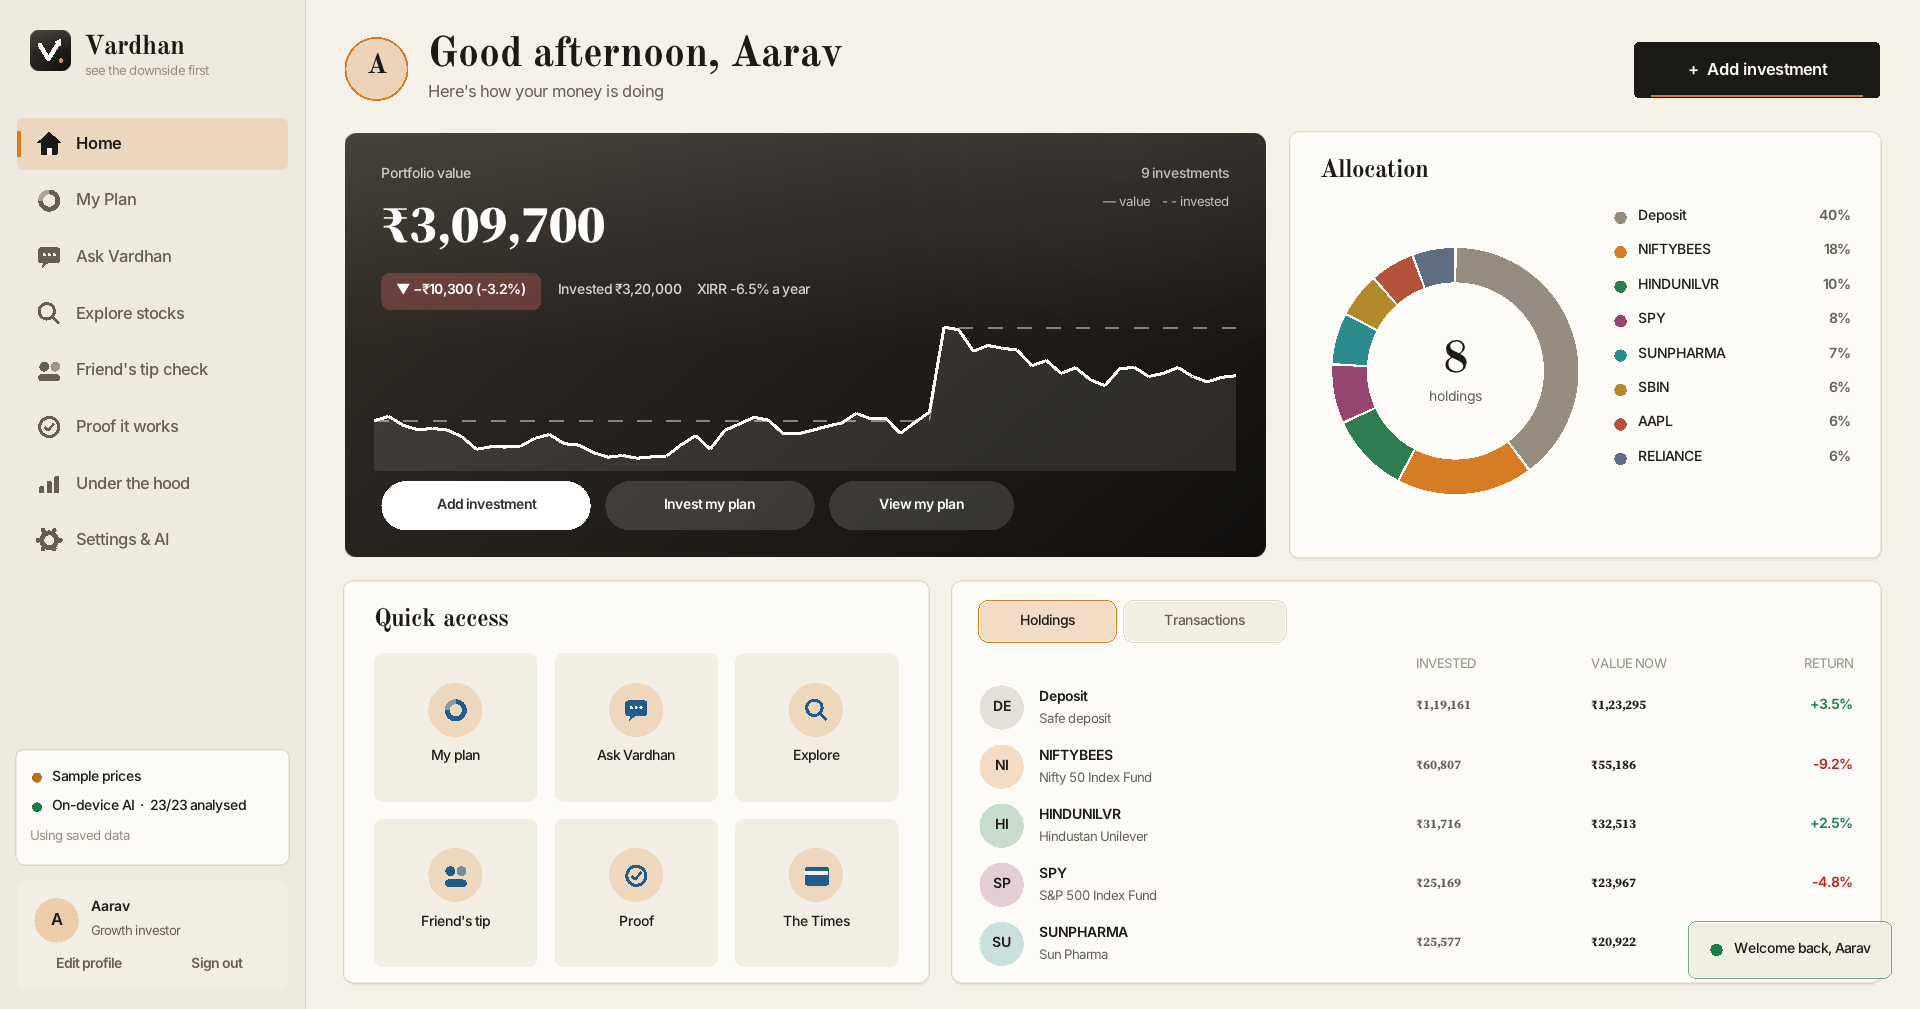 Vardhan
see the downside first
Home
My Plan
Ask Vardhan
Explore stocks
Friend's tip check
Proof it works
Under the hood
Settings & AI
Sample prices
On-device AI · 23/23 analysed
Using saved data
A
Aarav
Growth investor
Edit profile Sign out
A
Good afternoon, Aarav
Here's how your money is doing
+ Add investment
Portfolio value
9 investments
— value - - invested
₹3,09,700
▼ −₹10,300 (-3.2%) Invested ₹3,20,000 XIRR -6.5% a year
Add investment Invest my plan View my plan
Allocation
8
holdings
Deposit 40%
NIFTYBEES 18%
HINDUNILVR 10%
SPY 8%
SUNPHARMA 7%
SBIN 6%
AAPL 6%
RELIANCE 6%
Quick access
My plan Ask Vardhan Explore
Friend's tip Proof The Times
Holdings Transactions
INVESTED VALUE NOW RETURN
DE Deposit ₹1,19,161 ₹1,23,295 +3.5%
Safe deposit
NI NIFTYBEES ₹60,807 ₹55,186 -9.2%
Nifty 50 Index Fund
HI HINDUNILVR ₹31,716 ₹32,513 +2.5%
Hindustan Unilever
SP SPY ₹25,169 ₹23,967 -4.8%
S&P 500 Index Fund
SU SUNPHARMA ₹25,577 ₹20,922
Sun Pharma
Welcome back, Aarav